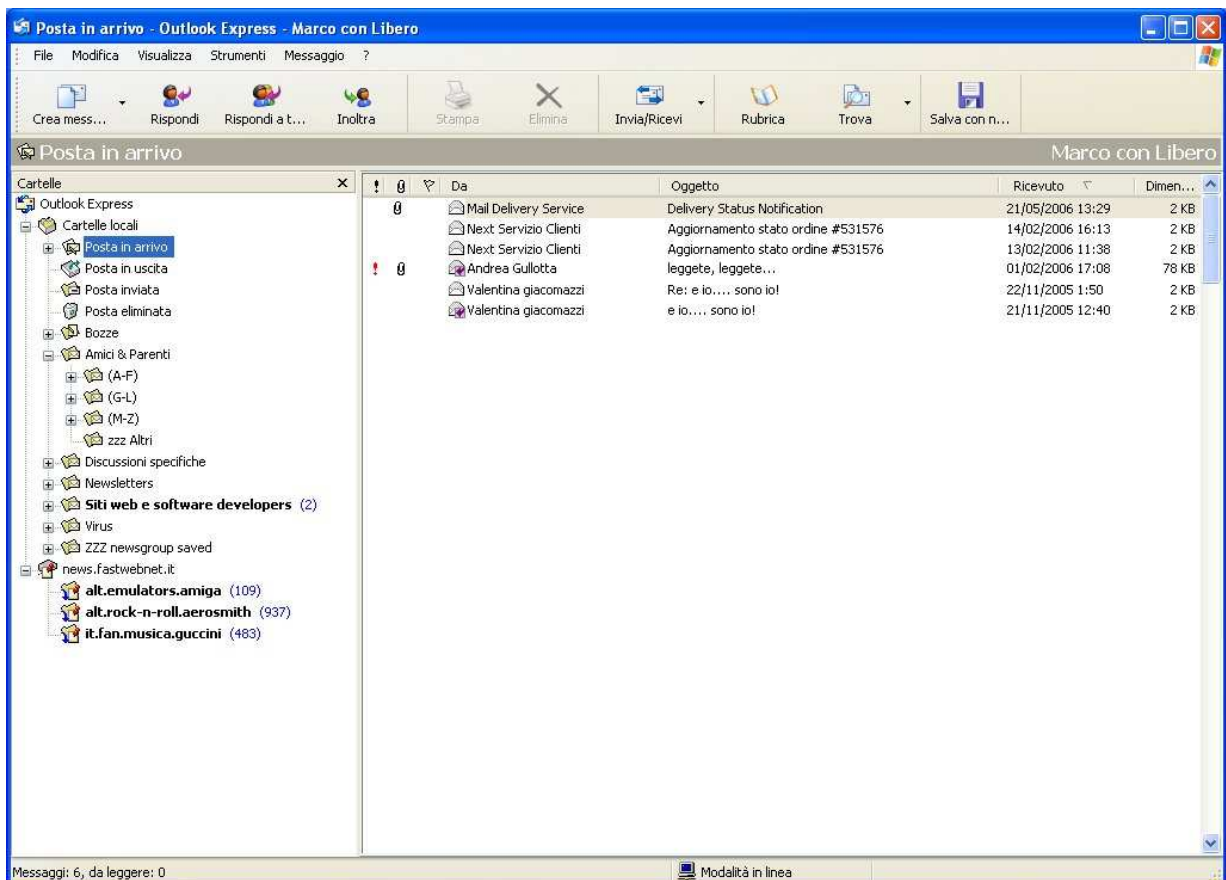 Posta in arrivo - Outlook Express - Marco con Libero
File Modifica Visualizza Strumenti Messaggio ?
Crea mess... Rispondi Rispondi a t... Inoltra Stampa Elimina Invia/Ricevi Rubrica Trova Salva con n...
Posta in arrivo Marco con Libero
Cartelle
Outlook Express
Cartelle locali
Posta in arrivo
Posta in uscita
Posta inviata
Posta eliminata
Bozze
Amici & Parenti
(A-F)
(G-L)
(M-Z)
zzz Altri
Discussioni specifiche
Newsletters
Siti web e software developers (2)
Virus
ZZZ newsgroup saved
news.fastwebnet.it
alt.emulators.amiga (109)
alt.rock-n-roll.aerosmith (937)
it.fan.musica.guccini (483)
! Da Oggetto Ricevuto Dimen...
Mail Delivery Service Delivery Status Notification 21/05/2006 13:29 2 KB
Next Servizio Clienti Aggiornamento stato ordine #531576 14/02/2006 16:13 2 KB
Next Servizio Clienti Aggiornamento stato ordine #531576 13/02/2006 11:38 2 KB
! Andrea Gullotta leggete, leggete... 01/02/2006 17:08 78 KB
Valentina giacomazzi Re: e io.... sono io! 22/11/2005 1:50 2 KB
Valentina giacomazzi e io.... sono io! 21/11/2005 12:40 2 KB
Messaggi: 6, da leggere: 0 Modalità in linea